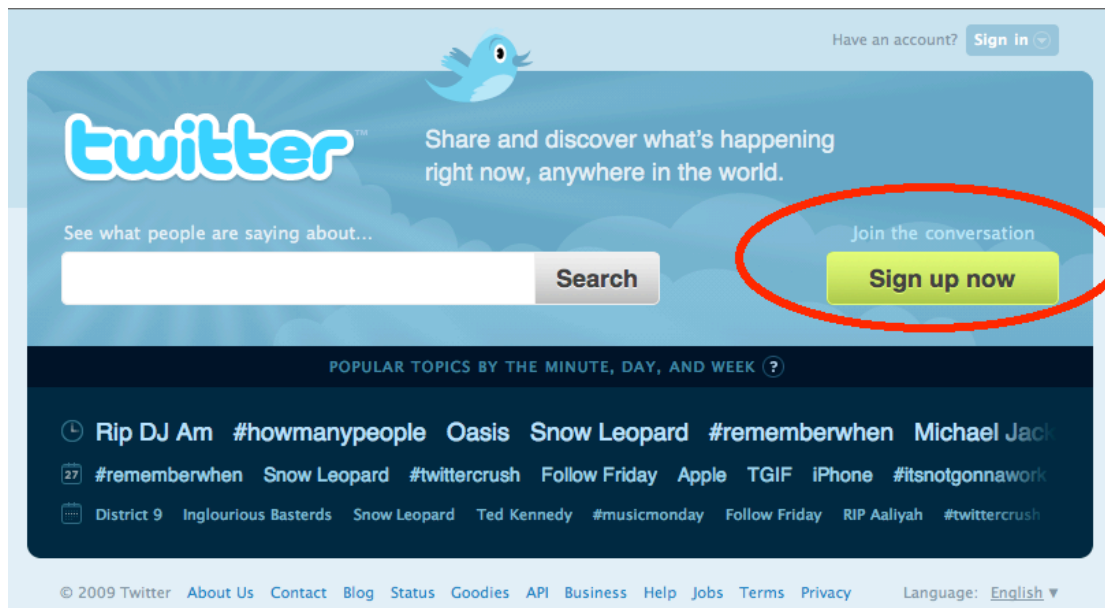 Have an account? Sign in
twitter™
Share and discover what's happening
right now, anywhere in the world.
See what people are saying about...
Join the conversation
Search
Sign up now
POPULAR TOPICS BY THE MINUTE, DAY, AND WEEK ?
Rip DJ Am #howmanypeople Oasis Snow Leopard #rememberwhen Michael Jack
27 #rememberwhen Snow Leopard #twittercrush Follow Friday Apple TGIF iPhone #itsnotgonnawork
District 9 Inglourious Basterds Snow Leopard Ted Kennedy #musicmonday Follow Friday RIP Aaliyah #twittercrush
© 2009 Twitter About Us Contact Blog Status Goodies API Business Help Jobs Terms Privacy Language: English ▼